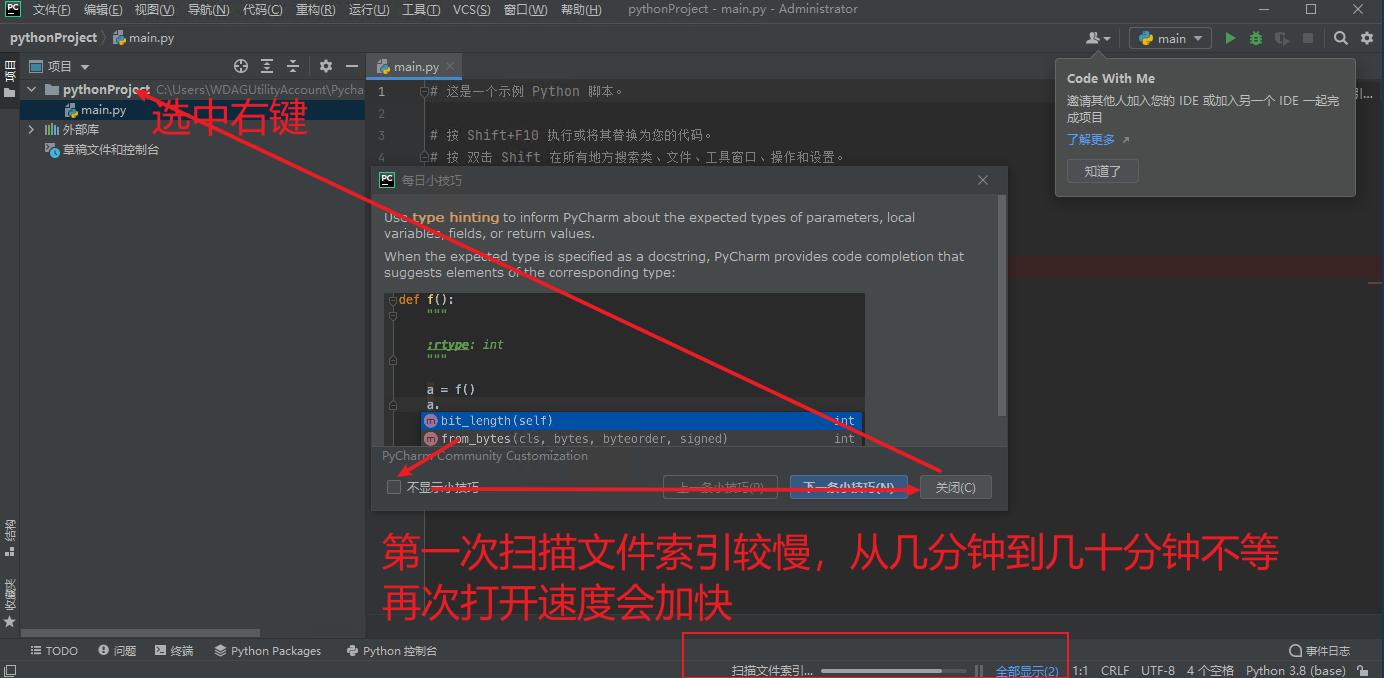 PC 文件(F) 编辑(E) 视图(V) 导航(N) 代码(C) 重构(R) 运行(U) 工具(T) VCS(S) 窗口(W) 帮助(H) pythonProject - main.py - Administrator
pythonProject main.py
main
项目
项目
main.py
pythonProject C:\Users\WDAGUtilityAccount\Pycha
main.py
外部库
草稿文件和控制台
选中右键
1 # 这是一个示例 Python 脚本。
2
3 # 按 Shift+F10 执行或将其替换为您的代码。
4 # 按 双击 Shift 在所有地方搜索类、文件、工具窗口、操作和设置。
Code With Me
邀请其他人加入您的 IDE 或加入另一个 IDE 一起完
成项目
了解更多
知道了
PC 每日小技巧
Use type hinting to inform PyCharm about the expected types of parameters, local
variables, fields, or return values.
When the expected type is specified as a docstring, PyCharm provides code completion that
suggests elements of the corresponding type:
def f():
"""
:rtype: int
"""
a = f()
a.
m bit_length(self) int
m from_bytes(cls, bytes, byteorder, signed) int
PyCharm Community Customization
不显示小技巧 上一条小技巧(P) 下一条小技巧(N) 关闭(C)
第一次扫描文件索引较慢，从几分钟到几十分钟不等
再次打开速度会加快
结构
收藏夹
TODO 问题 终端 Python Packages Python 控制台 事件日志
扫描文件索引... 全部显示(2) 1:1 CRLF UTF-8 4 个空格 Python 3.8 (base)